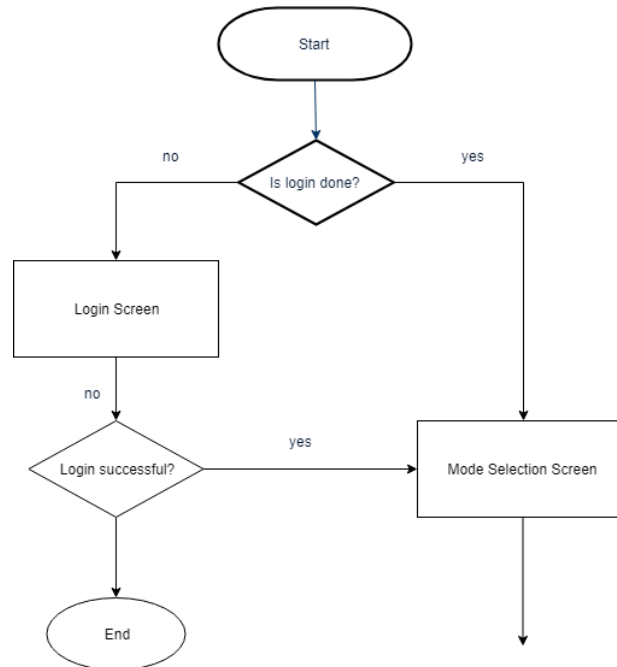 Start
no
yes
Is login done?
Login Screen
no
Login successful?
yes
Mode Selection Screen
End